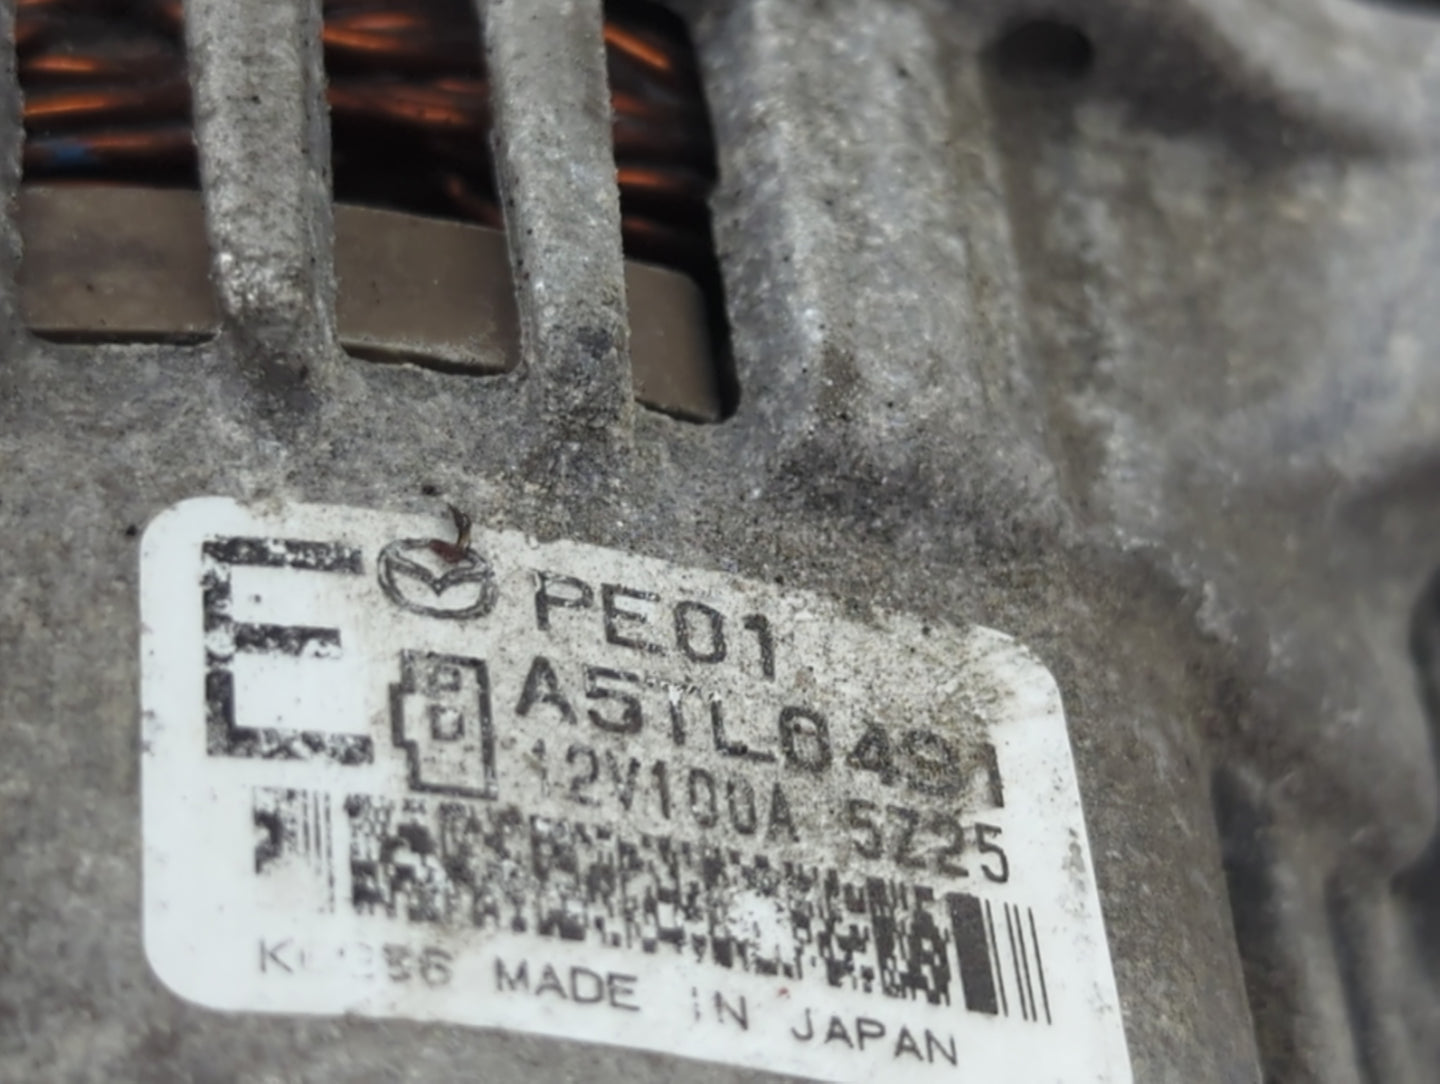 E
PE01
P
D
A5TL0491
12V100A 5Z25
MADE IN JAPAN